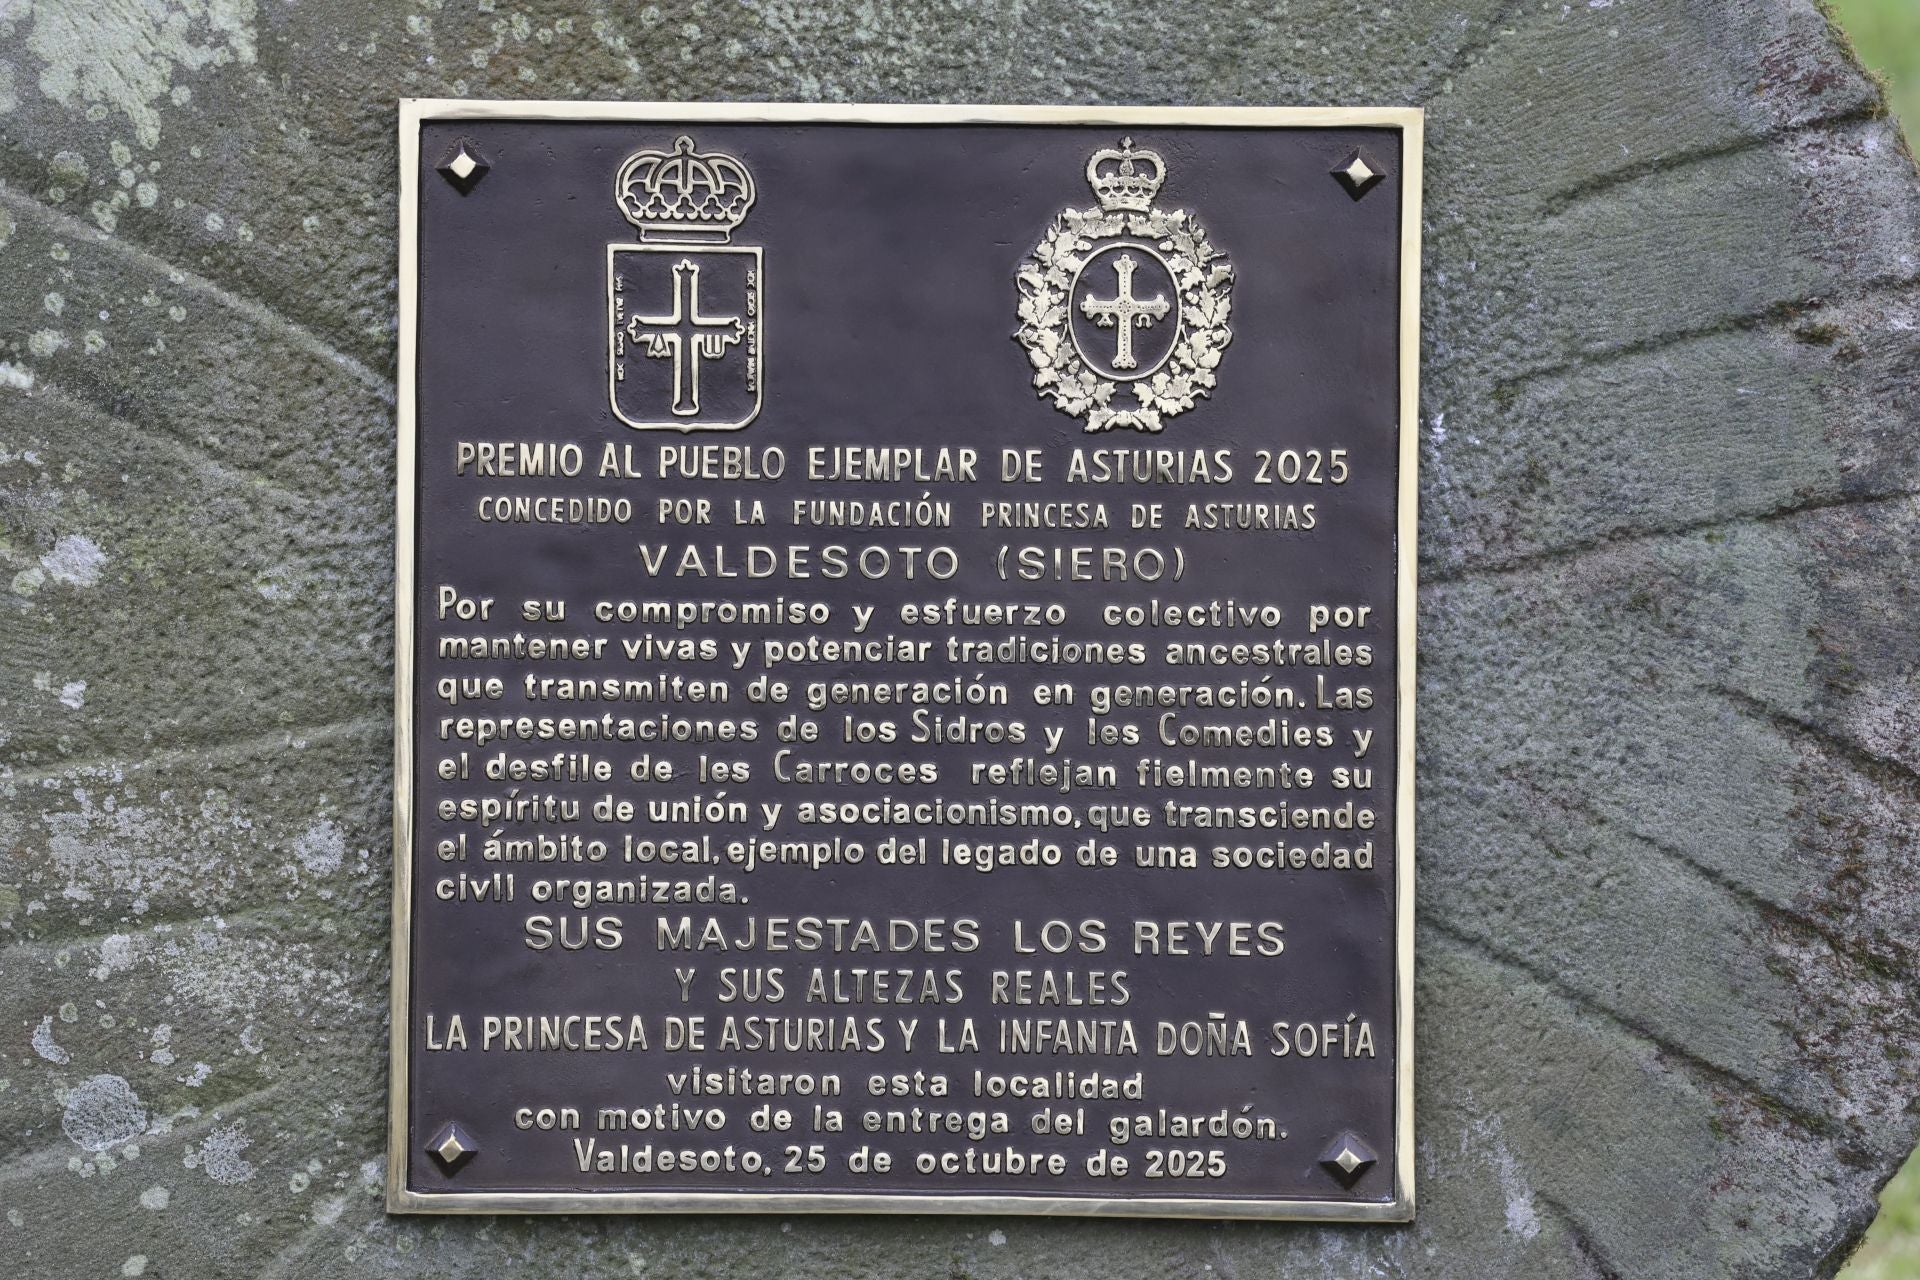 PREMIO AL PUEBLO EJEMPLAR DE ASTURIAS 2025
CONCEDIDO POR LA FUNDACIÓN PRINCESA DE ASTURIAS
VALDESOTO (SIERO)
Por su compromiso y esfuerzo colectivo por
mantener vivas y potenciar tradiciones ancestrales
que transmiten de generación en generación. Las
representaciones de los Sidros y les Comedies y
el desfile de les Carroces reflejan fielmente su
espíritu de unión y asociacionismo, que transciende
el ámbito local, ejemplo del legado de una sociedad
civil organizada.
SUS MAJESTADES LOS REYES
Y SUS ALTEZAS REALES
LA PRINCESA DE ASTURIAS Y LA INFANTA DOÑA SOFÍA
visitaron esta localidad
con motivo de la entrega del galardón.
Valdesoto, 25 de octubre de 2025